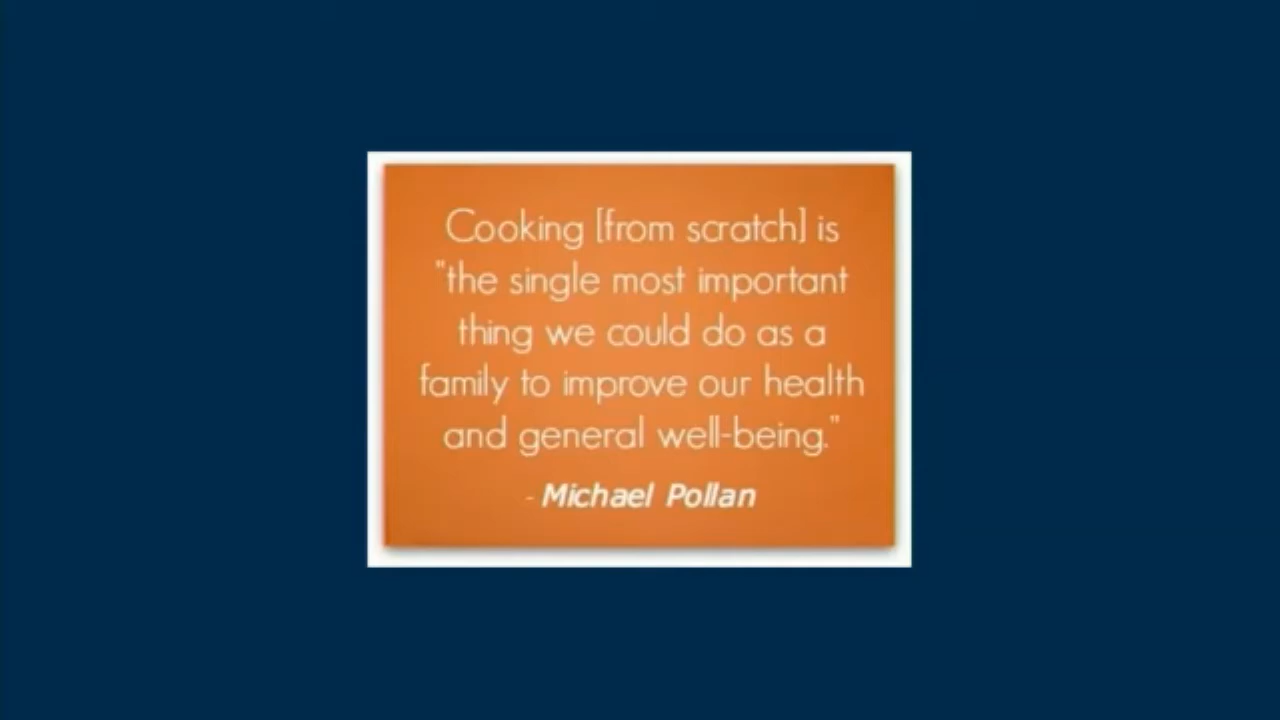 Cooking [from scratch] is
"the single most important
thing we could do as a
family to improve our health
and general well-being."
- Michael Pollan